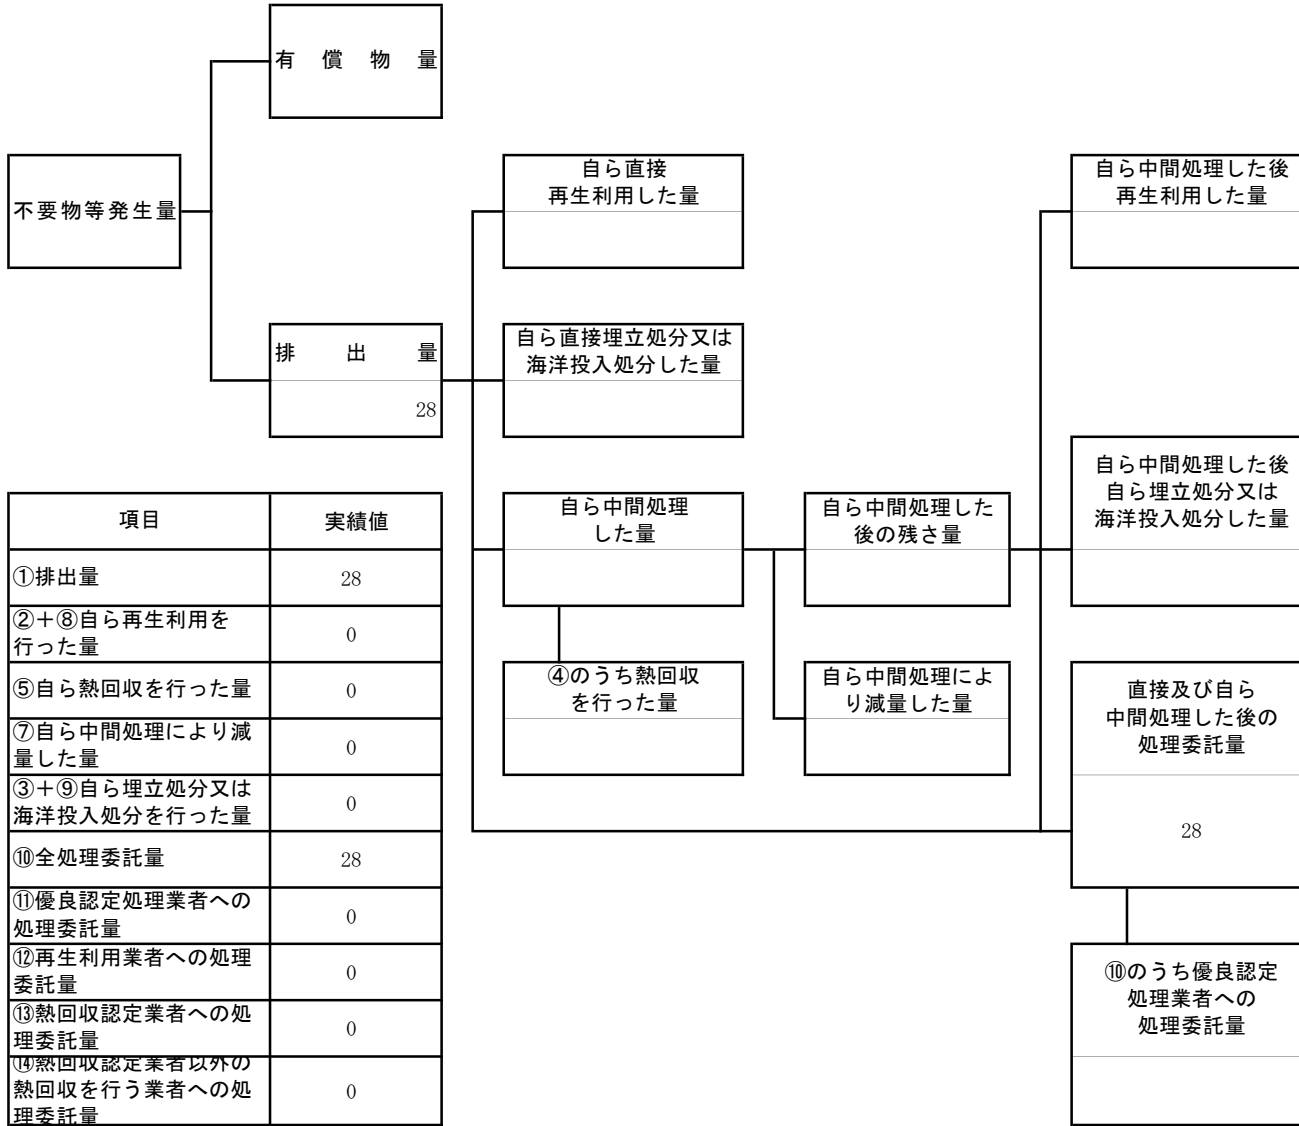 有償物量
不要物等発生量
自ら直接
再生利用した量
自ら中間処理した後
再生利用した量
排出量
28
自ら直接埋立処分又は
海洋投入処分した量
自ら中間処理した後
自ら埋立処分又は
海洋投入処分した量
自ら中間処理
した量
自ら中間処理した
後の残さ量
④のうち熱回収
を行った量
自ら中間処理によ
り減量した量
直接及び自ら
中間処理した後の
処理委託量
28
⑩のうち優良認定
処理業者への
処理委託量
項目 実績値
①排出量 28
②+⑧自ら再生利用を
行った量 0
⑤自ら熱回収を行った量 0
⑦自ら中間処理により減
量した量 0
③+⑨自ら埋立処分又は
海洋投入処分を行った量 0
⑩全処理委託量 28
⑪優良認定処理業者への
処理委託量 0
⑫再生利用業者への処理
委託量 0
⑬熱回収認定業者への処
理委託量 0
⑭熱回収認定業者以外の
熱回収を行う業者への処
理委託量 0